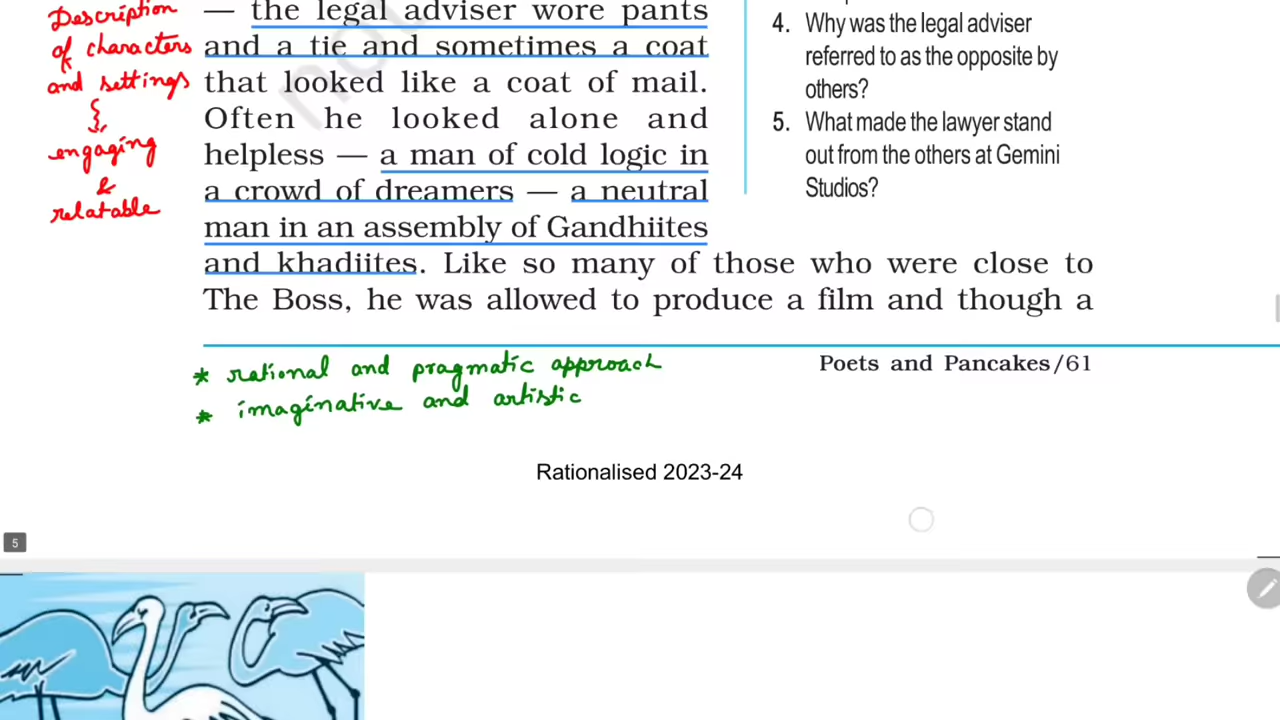 Description
of characters
and settings
engaging
&
relatable
— the legal adviser wore pants
and a tie and sometimes a coat
that looked like a coat of mail.
Often he looked alone and
helpless — a man of cold logic in
a crowd of dreamers — a neutral
man in an assembly of Gandhiites
and khadiites. Like so many of those who were close to
The Boss, he was allowed to produce a film and though a
4. Why was the legal adviser
referred to as the opposite by
others?
5. What made the lawyer stand
out from the others at Gemini
Studios?
* rational and pragmatic approach
* imaginative and artistic
Poets and Pancakes/61
Rationalised 2023-24
5